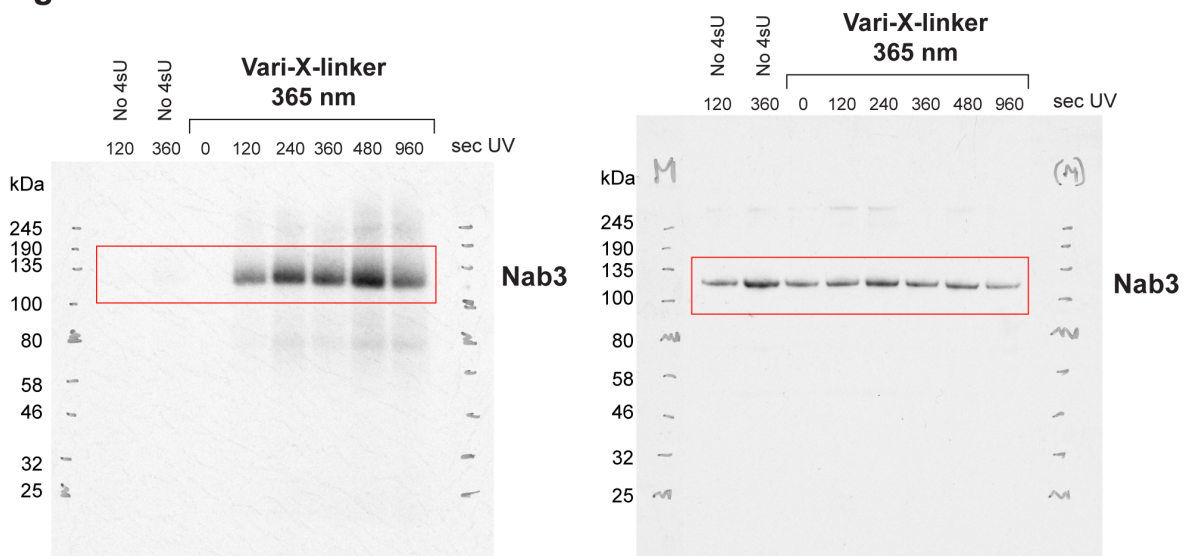 No 4sU
No 4sU
Vari-X-linker
365 nm
120 360 0 120 240 360 480 960 sec UV
kDa
245
190
135
100
80
58
46
32
25
Nab3
No 4sU
No 4sU
Vari-X-linker
365 nm
120 360 0 120 240 360 480 960 sec UV
kDa
M
(M)
245
190
135
100
80
58
46
32
25
Nab3